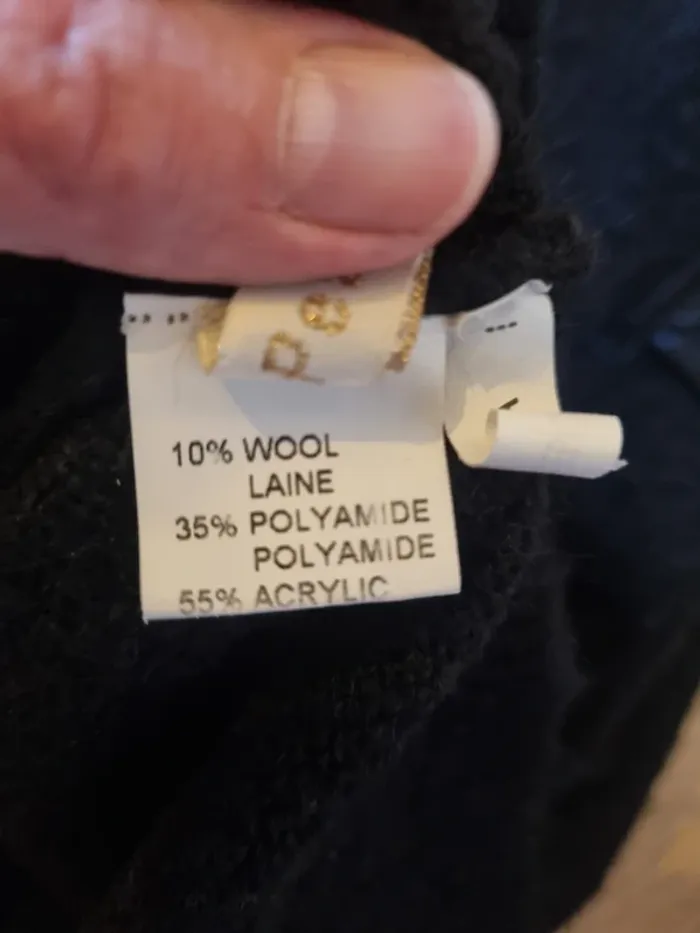 10% WOOL
LAINE
35% POLYAMIDE
POLYAMIDE
55% ACRYLIC